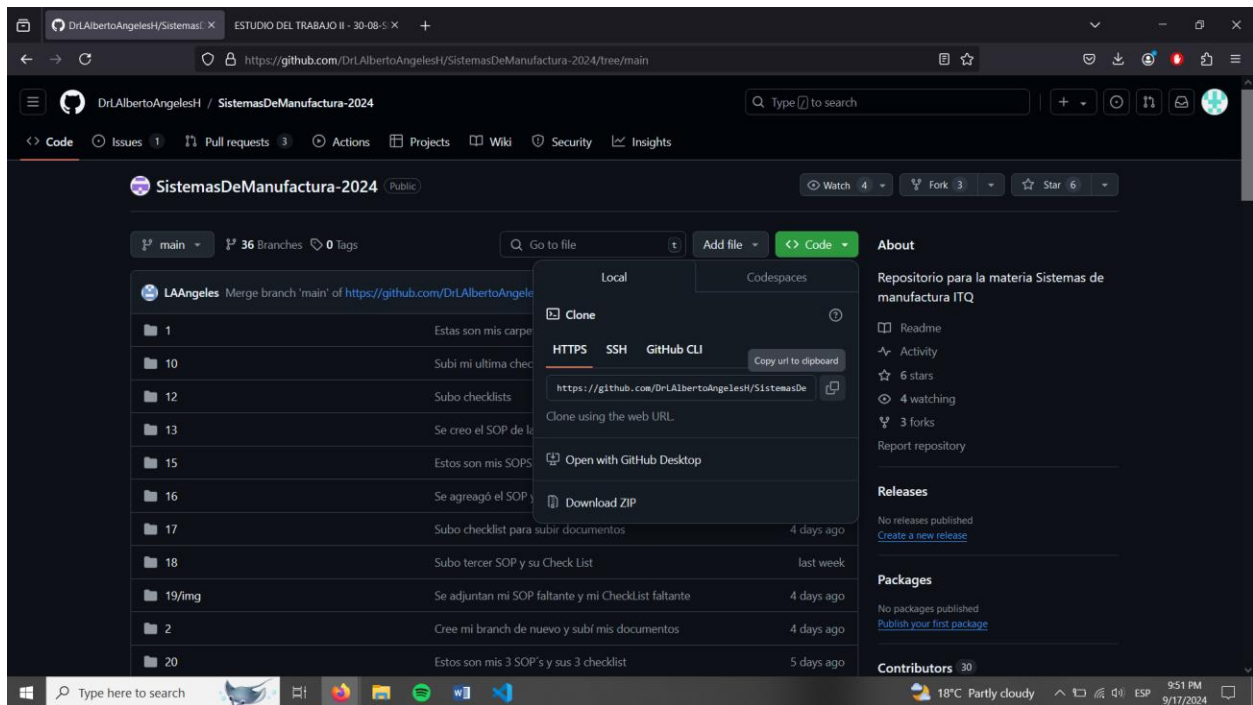 DrLAlbertoAngelesH/Sistemas
ESTUDIO DEL TRABAJO II - 30-08-S
https://github.com/DrLAlbertoAngelesH/SistemasDeManufactura-2024/tree/main
DrLAlbertoAngelesH / SistemasDeManufactura-2024
Type / to search
Code Issues 1 Pull requests 3 Actions Projects Wiki Security Insights
SistemasDeManufactura-2024 Public
Watch 4 Fork 3 Star 6
main 36 Branches 0 Tags Go to file t Add file Code
About
Local Codespaces
Repositorio para la materia Sistemas de
manufactura ITQ
LAAngeles Merge branch 'main' of https://github.com/DrLAlbertoAngele
Clone
Readme
1 Estas son mis carpe
HTTPS SSH GitHub CLI
Activity
Copy url to clipboard
10 Subi mi ultima chec
6 stars
https://github.com/DrLAlbertoAngelesH/SistemasDe
12 Subo checklists
4 watching
Clone using the web URL.
3 forks
13 Se creo el SOP de la
Report repository
15 Estos son mis SOPS
Open with GitHub Desktop
16 Se agreagó el SOP y
Download ZIP
Releases
17 Subo checklist para subir documentos 4 days ago
No releases published
Create a new release
18 Subo tercer SOP y su Check List last week
Packages
19/img Se adjuntan mi SOP faltante y mi CheckList faltante 4 days ago
No packages published
Publish your first package
2 Cree mi branch de nuevo y subí mis documentos 4 days ago
20 Estos son mis 3 SOP´s y sus 3 checklist 5 days ago
Contributors 30
Type here to search
18°C Partly cloudy
ESP
9:51 PM
9/17/2024